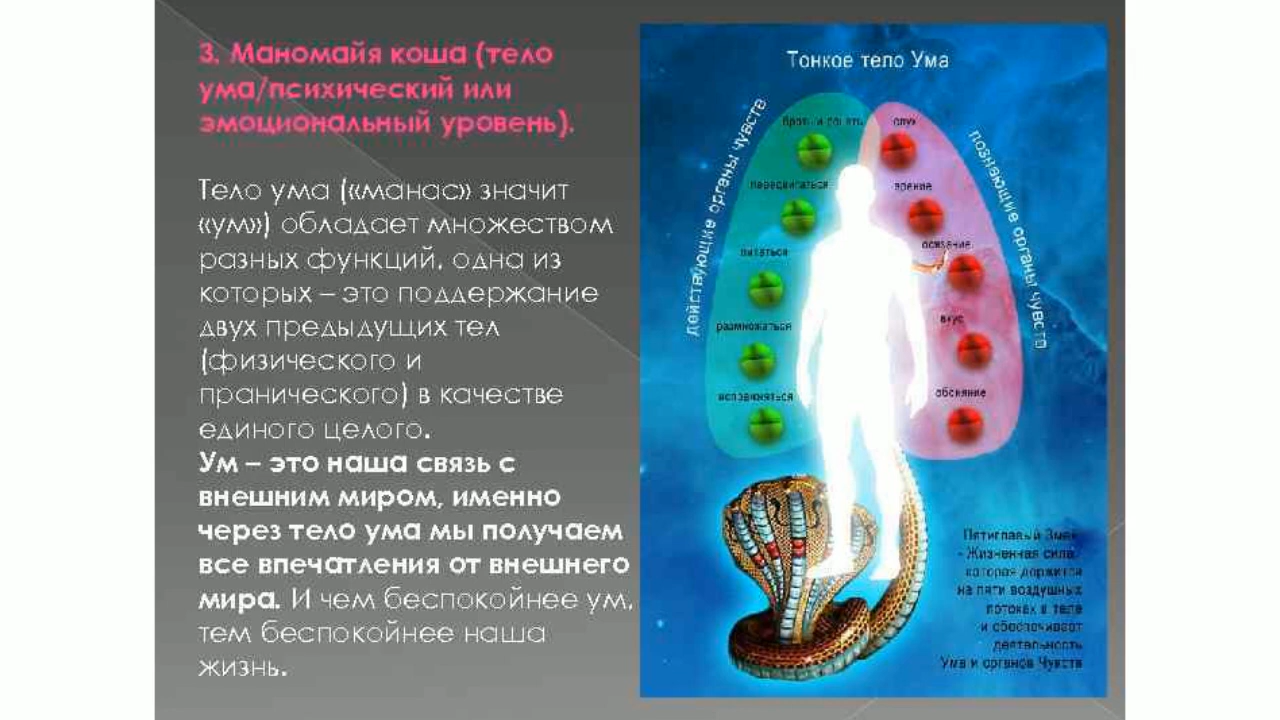 3. Маномайя коша (тело
ума/психический или
эмоциональный уровень).
Тело ума («манас» значит
«ум») обладает множеством
разных функций, одна из
которых – это поддержание
двух предыдущих тел
(физического и
пранического) в качестве
единого целого.
Ум – это наша связь с
внешним миром, именно
через тело ума мы получаем
все впечатления от внешнего
мира. И чем беспокойнее ум,
тем беспокойнее наша
жизнь.
Тонкое тело Ума
действующие органы чувств
брать и
передвигаться
питаться
размножаться
испражняться
познающие органы чувств
слух
зрение
осязание
вкус
обоняние
Пятиглавый Змей
- Жизненная сила,
которая держится
на пяти воздушных
потоках в теле
и обеспечивает
деятельность
Ума и органов Чувств